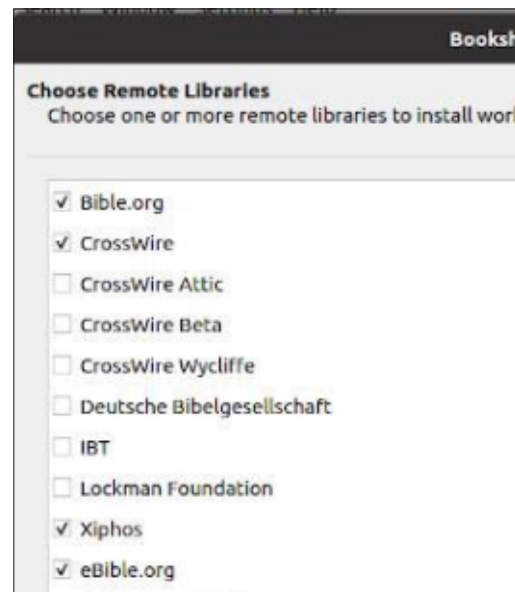 Booksh
Choose Remote Libraries
Choose one or more remote libraries to install wor
Bible.org
CrossWire
CrossWire Attic
CrossWire Beta
CrossWire Wycliffe
Deutsche Bibelgesellschaft
IBT
Lockman Foundation
Xiphos
eBible.org